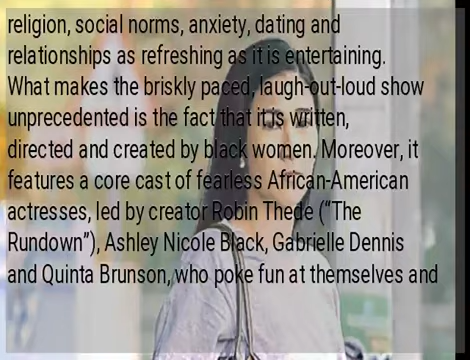 religion, social norms, anxiety, dating and
relationships as refreshing as it is entertaining.
What makes the briskly paced, laugh-out-loud show
unprecedented is the fact that it is written,
directed and created by black women. Moreover, it
features a core cast of fearless African-American
actresses, led by creator Robin Thede (“The
Rundown”), Ashley Nicole Black, Gabrielle Dennis
and Quinta Brunson, who poke fun at themselves and